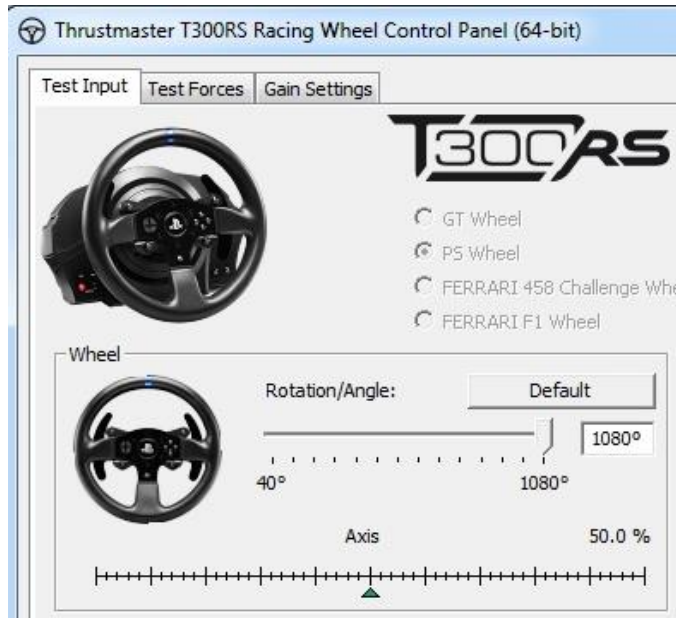 Thrustmaster T300RS Racing Wheel Control Panel (64-bit)
Test Input Test Forces Gain Settings
T300RS
GT Wheel
PS Wheel
FERRARI 458 Challenge Whe
FERRARI F1 Wheel
Wheel
Rotation/Angle: Default
1080°
40° 1080°
Axis 50.0 %